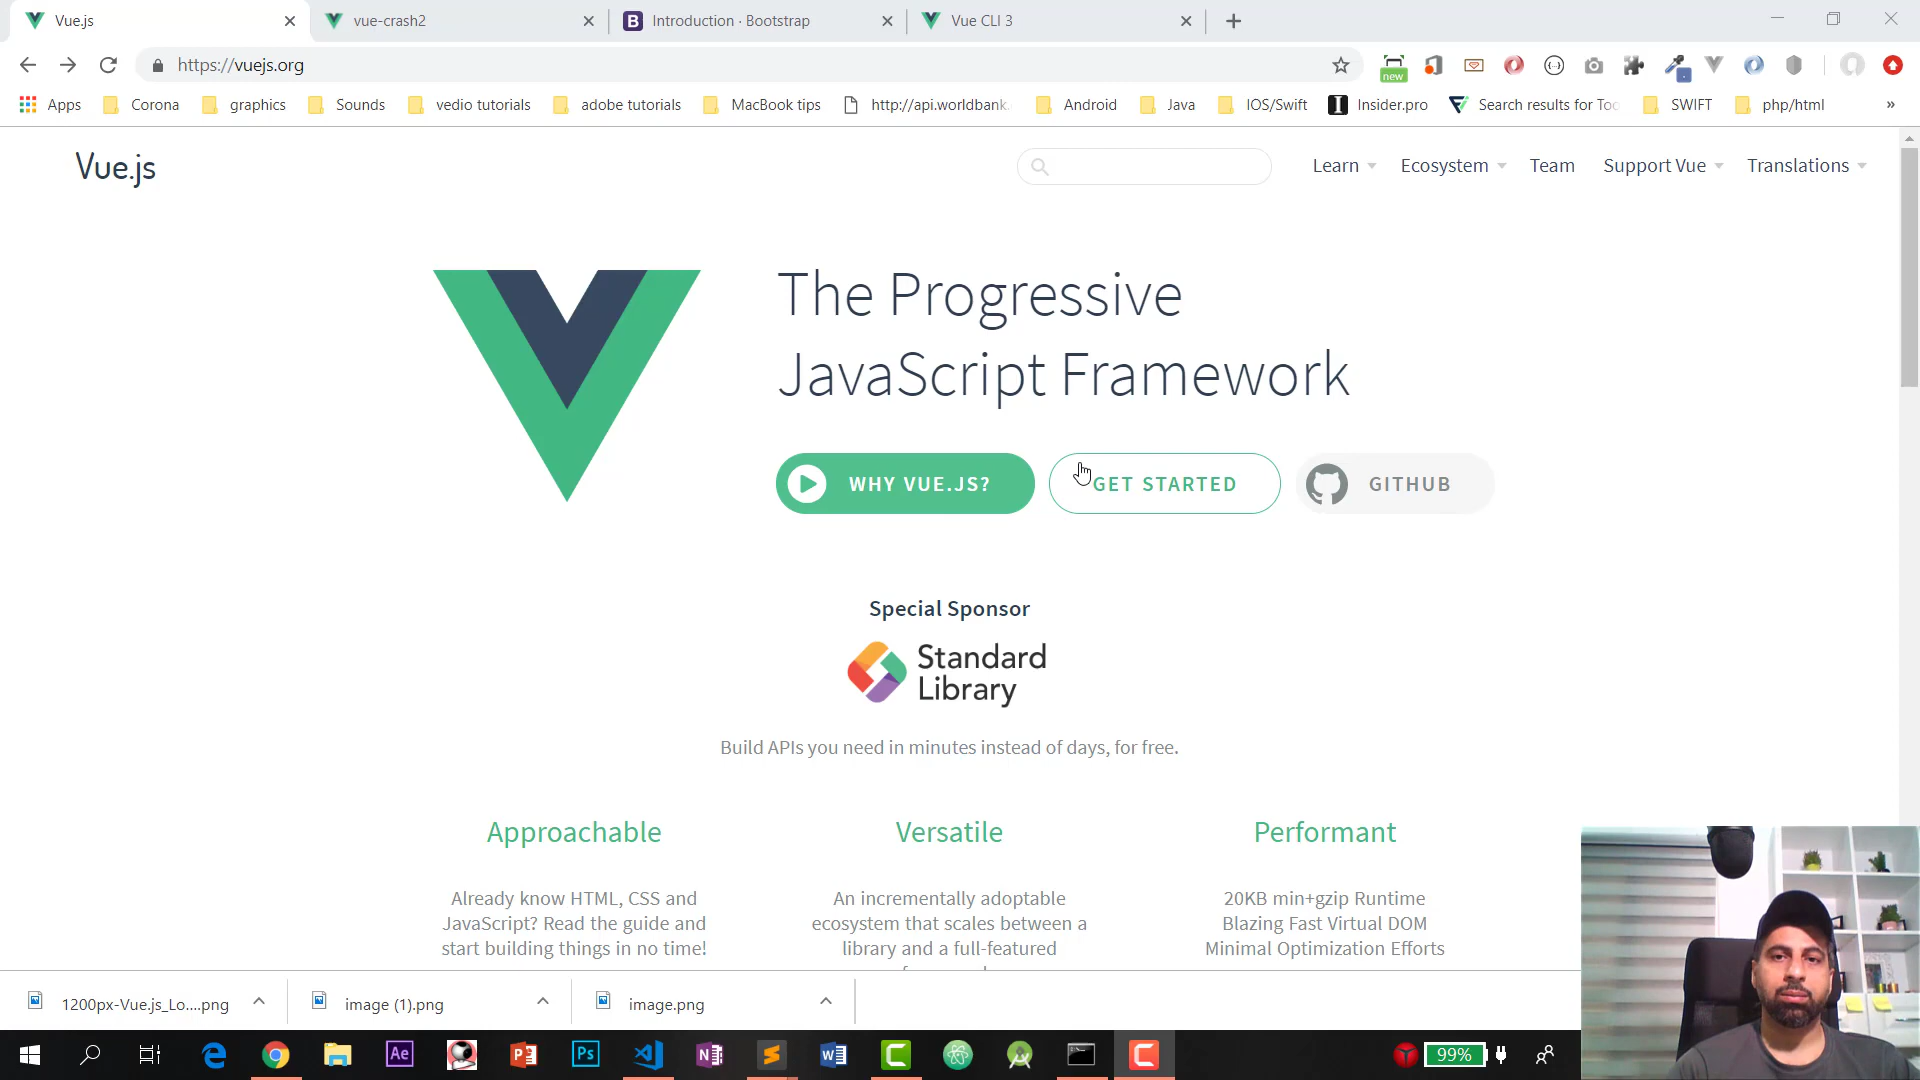 Vue.js
vue-crash2
Introduction · Bootstrap
Vue CLI 3
https://vuejs.org
new
Apps
Corona
graphics
Sounds
vedio tutorials
adobe tutorials
MacBook tips
http://api.worldbank.
Android
Java
IOS/Swift
Insider.pro
Search results for Too
SWIFT
php/html
»
Vue.js
Learn
Ecosystem
Team
Support Vue
Translations
The Progressive
JavaScript Framework
WHY VUE.JS?
GET STARTED
GITHUB
Special Sponsor
Standard
Library
Build APIs you need in minutes instead of days, for free.
Approachable
Versatile
Performant
Already know HTML, CSS and
JavaScript? Read the guide and
start building things in no time!
An incrementally adoptable
ecosystem that scales between a
library and a full-featured
20KB min+gzip Runtime
Blazing Fast Virtual DOM
Minimal Optimization Efforts
1200px-Vue.js_Lo....png
image (1).png
image.png
99%